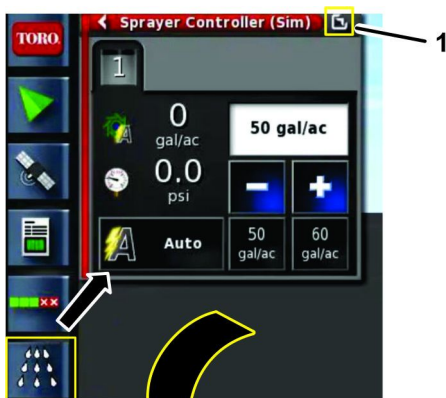 TORO.
Sprayer Controller (Sim)
1
1
0
gal/ac
50 gal/ac
0.0
psi
- +
A Auto
50
gal/ac
60
gal/ac